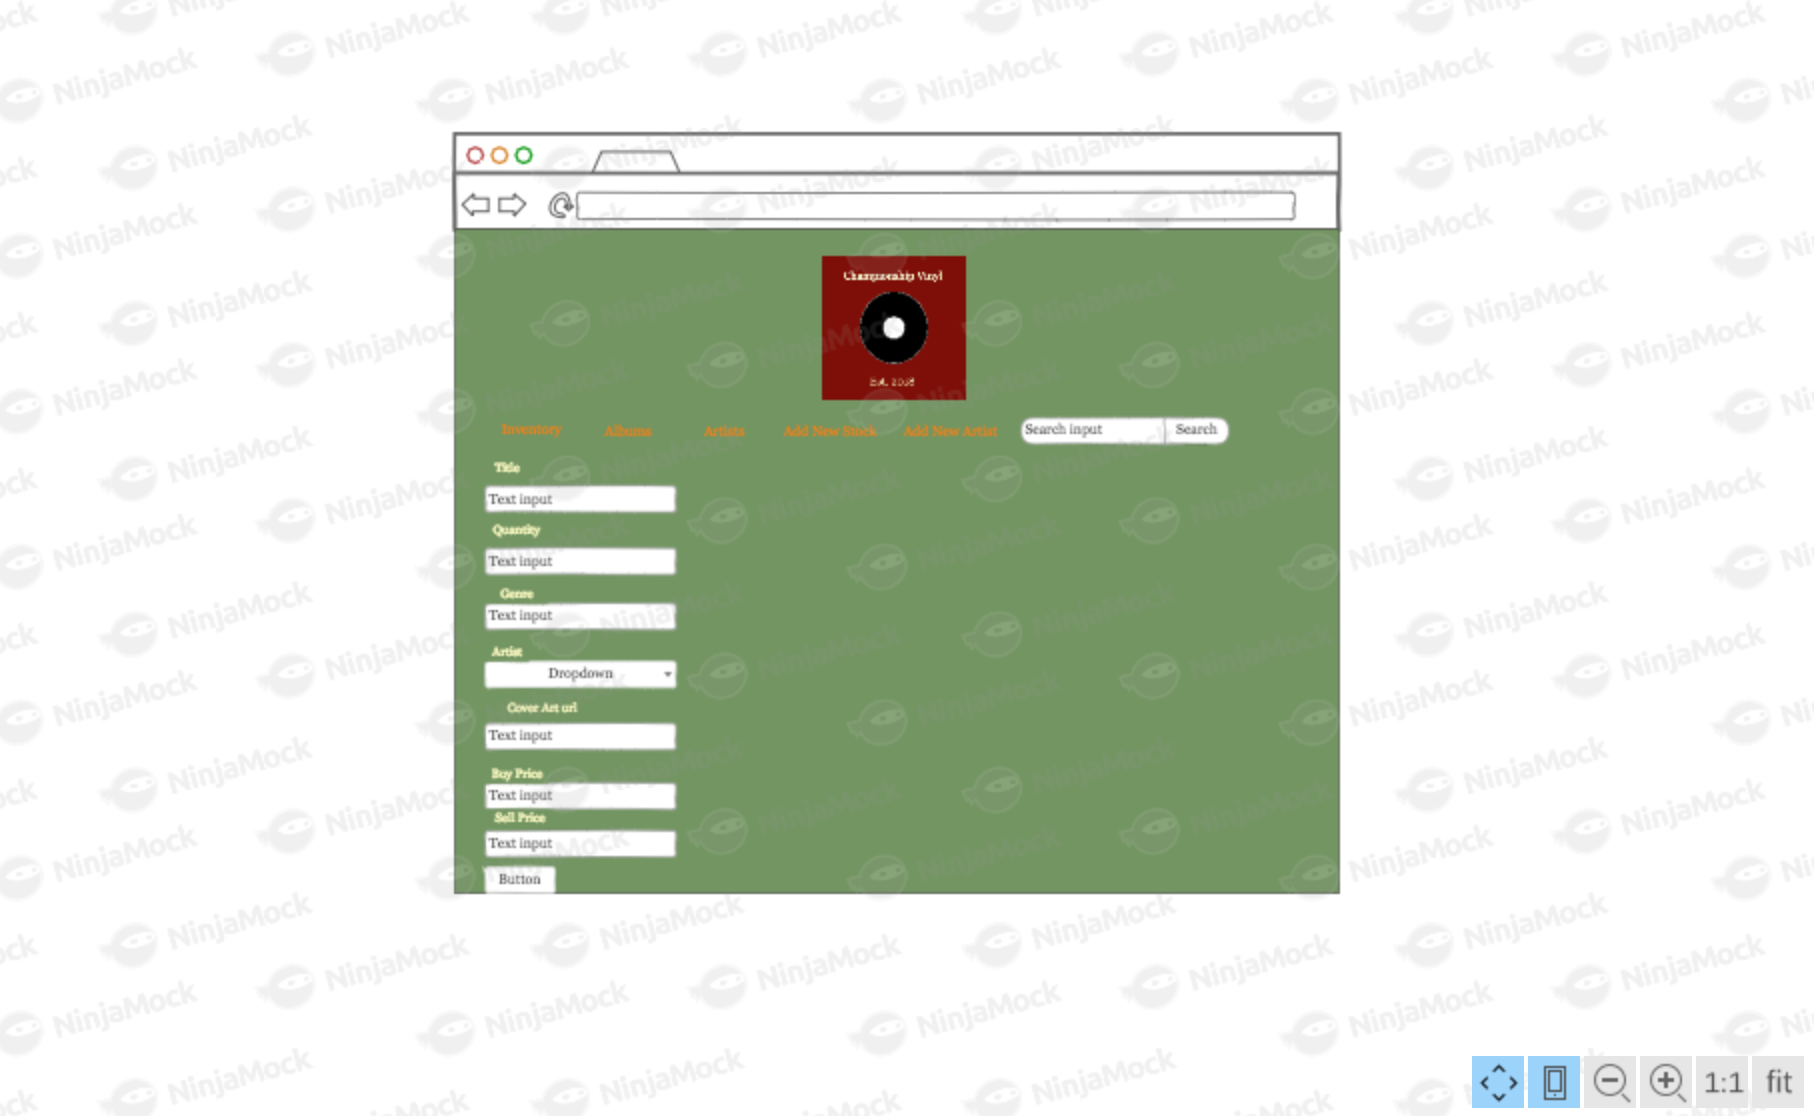 Championship Vinyl
Est. 2018
Inventory Albums Artists Add New Stock Add New Artist Search input Search
Title
Text input
Quantity
Text input
Genre
Text input
Artist
Dropdown
Cover Art url
Text input
Buy Price
Text input
Sell Price
Text input
Button
NinjaMock
1:1 fit